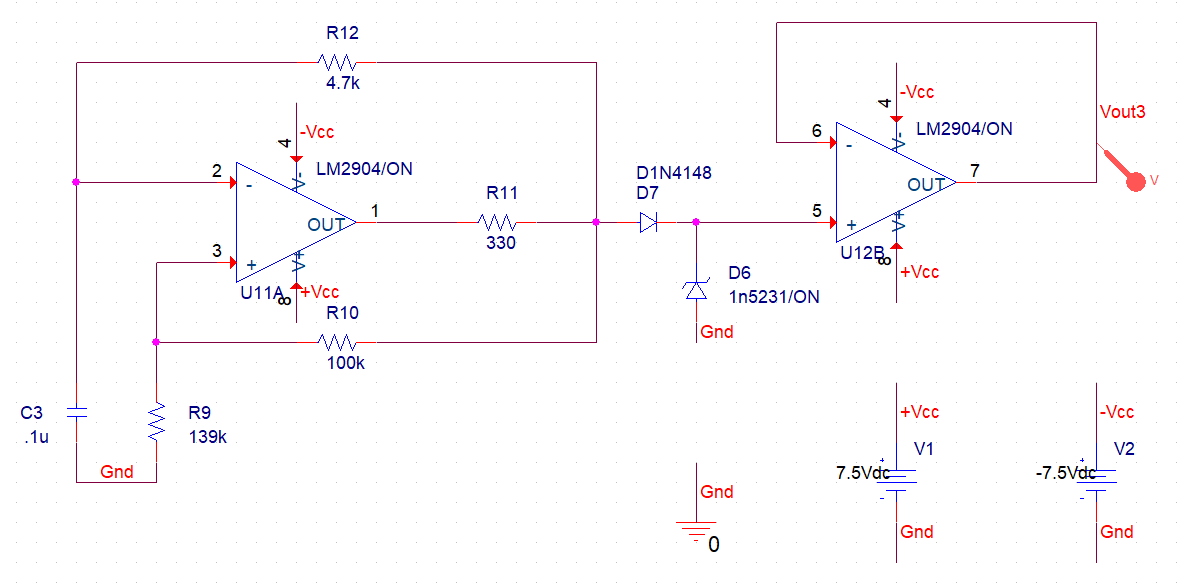 R12
4.7k
-Vcc
4
LM2904/ON
2
-
V-
OUT
1
3
+
V+
U11A
8
+Vcc
R11
330
R10
100k
C3
.1u
R9
139k
Gnd
D1N4148
D7
D6
1n5231/ON
Gnd
-Vcc
4
LM2904/ON
6
-
V-
OUT
7
5
+
V+
U12B
8
+Vcc
Vout3
V
Gnd
0
+Vcc
V1
7.5Vdc
+
-
Gnd
-Vcc
V2
-7.5Vdc
+
-
Gnd